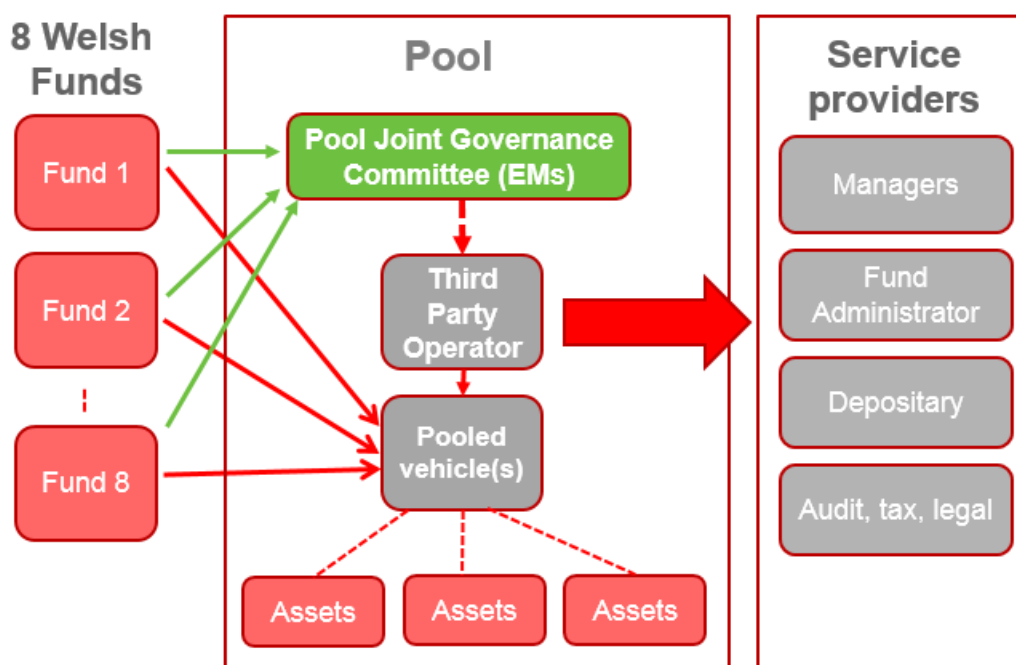 8 Welsh
Funds
Fund 1
Fund 2
Fund 8
Pool
Pool Joint Governance
Committee (EMs)
Third
Party
Operator
Pooled
vehicle(s)
Assets
Assets
Assets
Service
providers
Managers
Fund
Administrator
Depositary
Audit, tax, legal